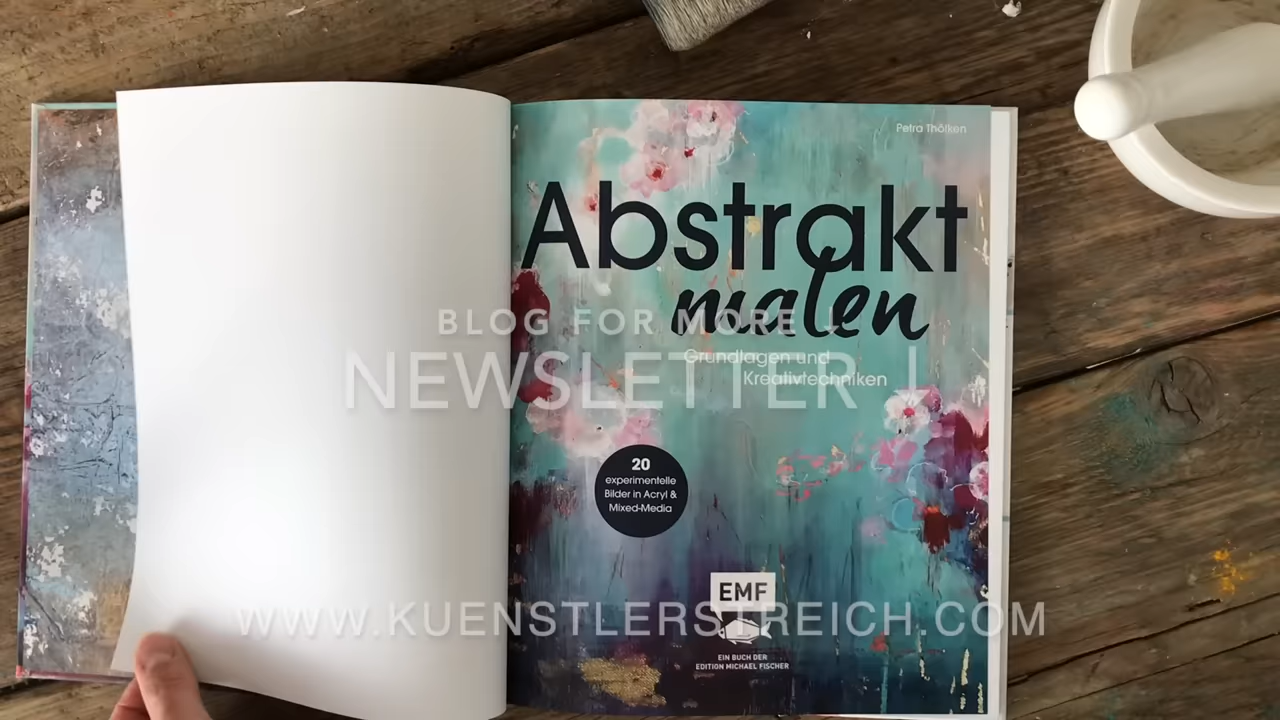 Petra Thölken
Abstrakt
malen
BLOG FOR MORE ↓
NEWSLETTER ↓
Grundlagen und
Kreativtechniken
20
experimentelle
Bilder in Acryl &
Mixed-Media
EMF
WWW.KUENSTLERSTREICH.COM
EIN BUCH DER
EDITION MICHAEL FISCHER